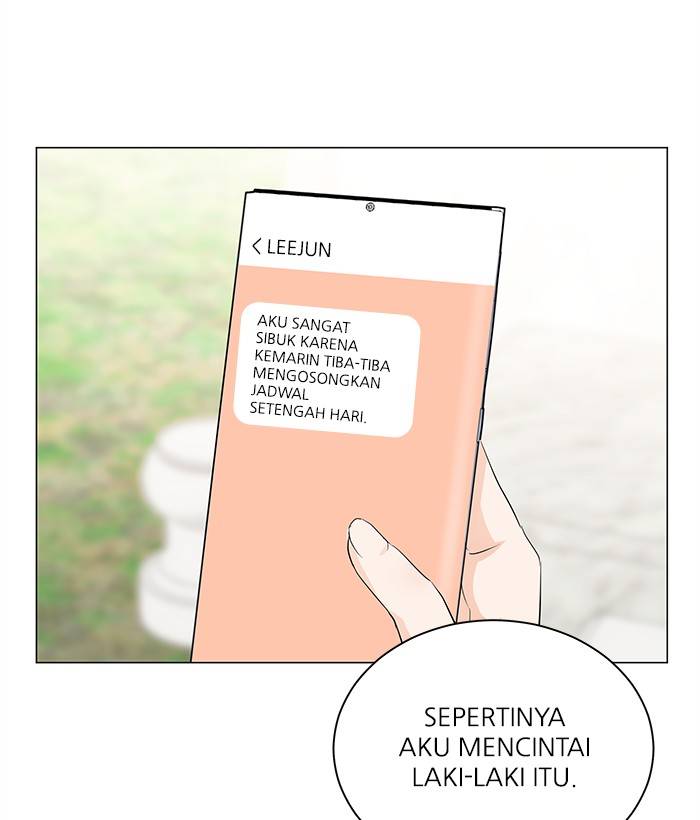 < LEEJUN
AKU SANGAT
SIBUK KARENA
KEMARIN TIBA-TIBA
MENGOSONGKAN
JADWAL
SETENGAH HARI.
SEPERTINYA
AKU MENCINTAI
LAKI-LAKI ITU.